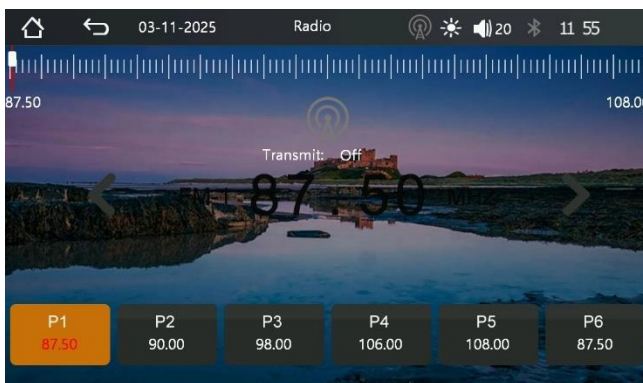 03-11-2025 Radio 20 11 55
87.50 108.0
Transmit: Off
87.50 MHZ
P1 P2 P3 P4 P5 P6
87.50 90.00 98.00 106.00 108.00 87.50